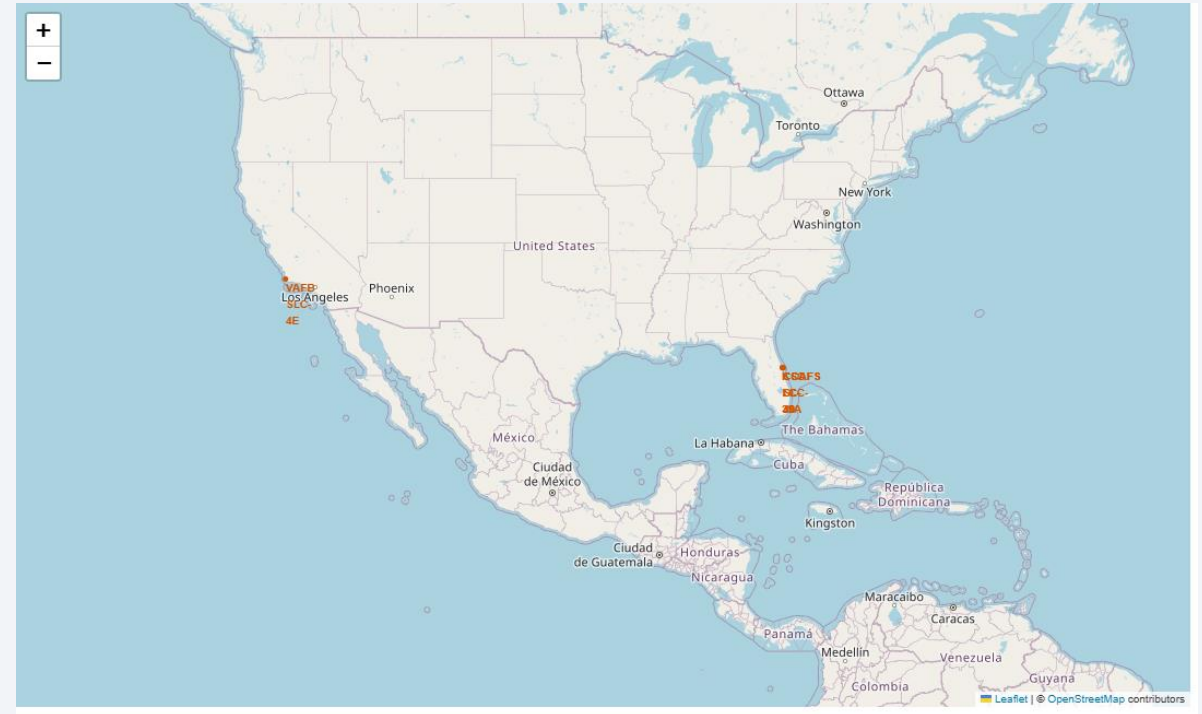 +
−
Ottawa
Toronto
New York
Washington
United States
VAFB
SLC-
4E
Los Angeles
Phoenix
The Bahamas
México
La Habana
Cuba
Ciudad
de México
República
Dominicana
Kingston
Ciudad
de Guatemala
Honduras
Nicaragua
Maracaibo
Caracas
Panamá
Medellín
Venezuela
Colombia
Guyana
Leaflet | © OpenStreetMap contributors